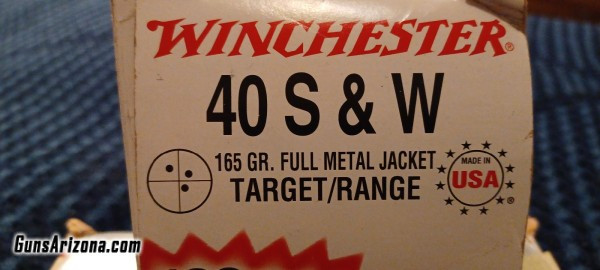 WINCHESTER®
40 S & W
165 GR. FULL METAL JACKET
TARGET/RANGE
MADE IN
USA
®
GunsArizona.com